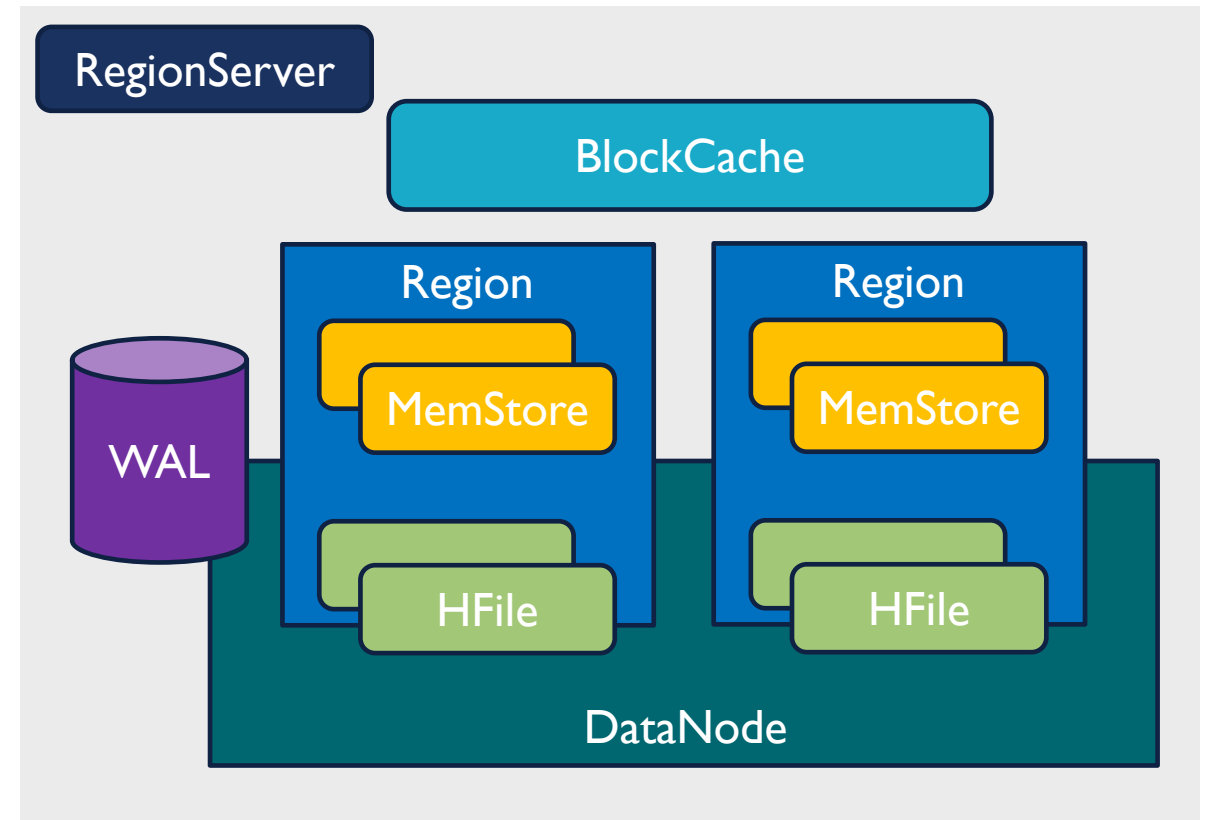 RegionServer
BlockCache
Region
Region
MemStore
MemStore
WAL
HFile
HFile
DataNode